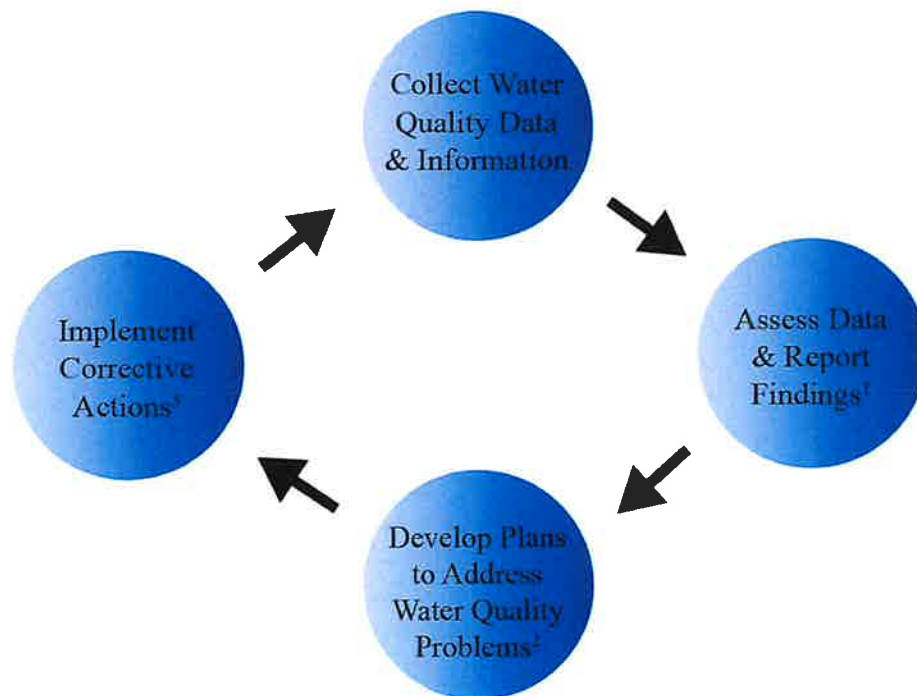 Collect Water
Quality Data
& Information
Assess Data
& Report
Findings¹
Develop Plans
to Address
Water Quality
Problems²
Implement
Corrective
Actions³